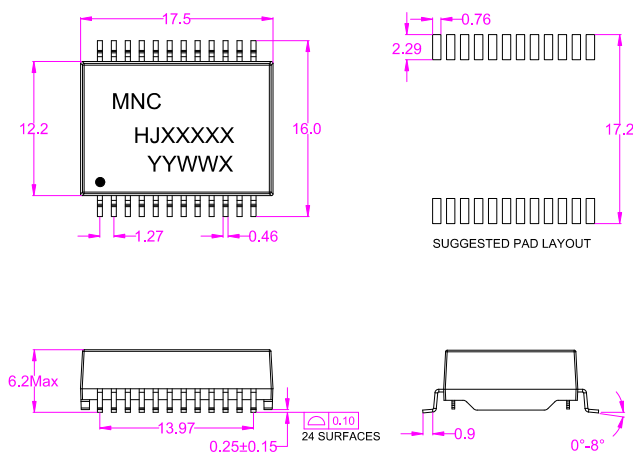 17.5
0.76
2.29
12.2
MNC
HJXXXXX
YYWWX
16.0
17.2
1.27
0.46
SUGGESTED PAD LAYOUT
6.2Max
13.97
0.25±0.15
0.10
24 SURFACES
0.9
0°-8°